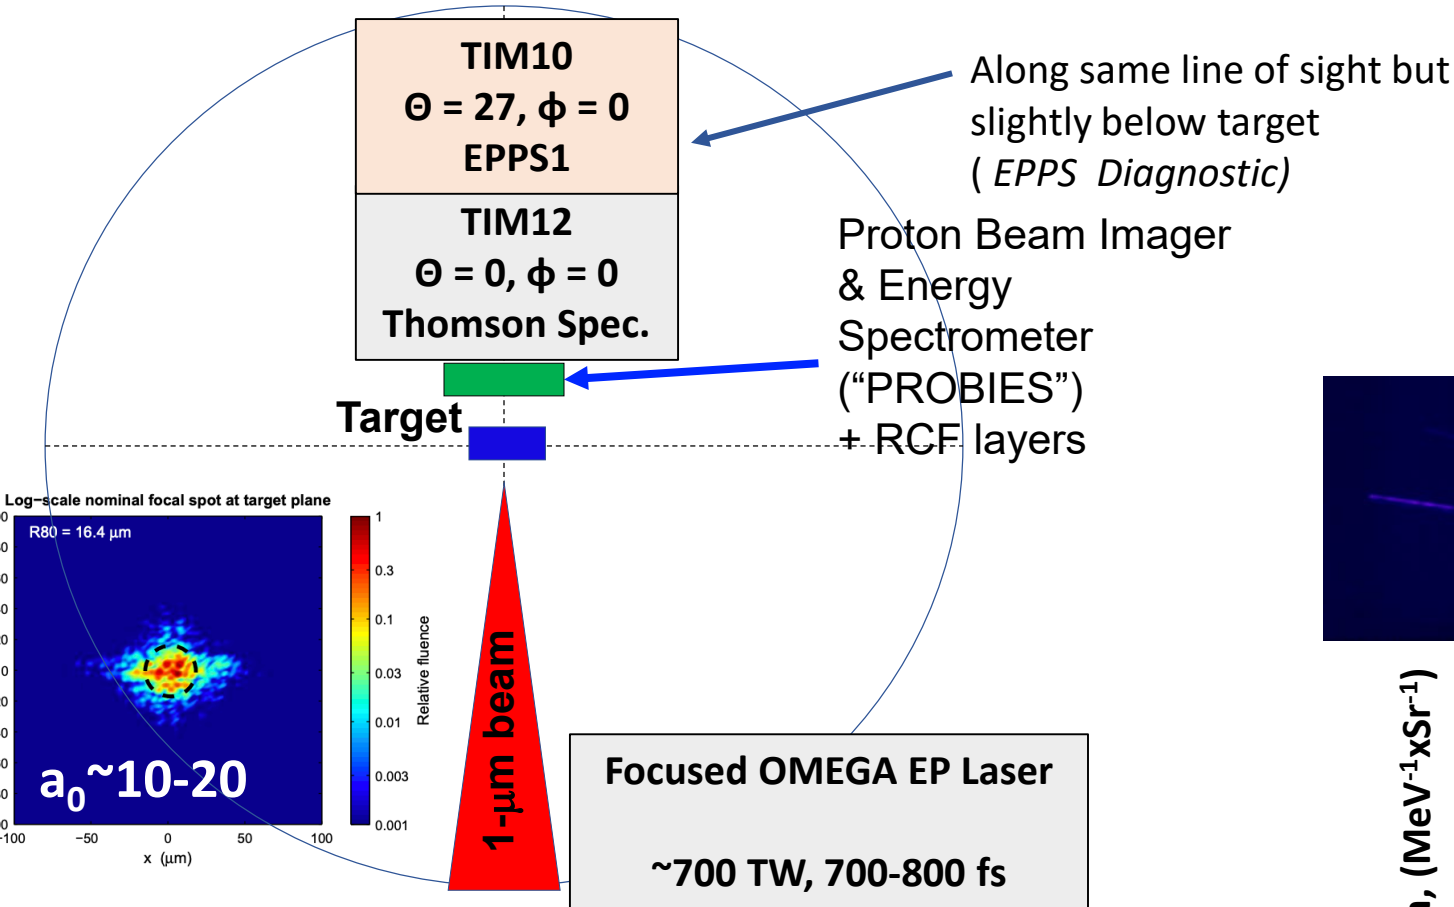 TIM10
Θ = 27, ϕ = 0
EPPS1
TIM12
Θ = 0, ϕ = 0
Thomson Spec.
Along same line of sight but
slightly below target
( EPPS Diagnostic)
Proton Beam Imager
& Energy
Spectrometer
(“PROBIES”)
+ RCF layers
Target
Log−scale nominal focal spot at target plane
R80 = 16.4 μm
a0~10-20
−100
−50
0
50
100
x (μm)
1
0.3
0.1
0.03
0.01
0.003
0.001
Relative fluence
1-μm beam
Focused OMEGA EP Laser
~700 TW, 700-800 fs
(MeV-1xSr-1)